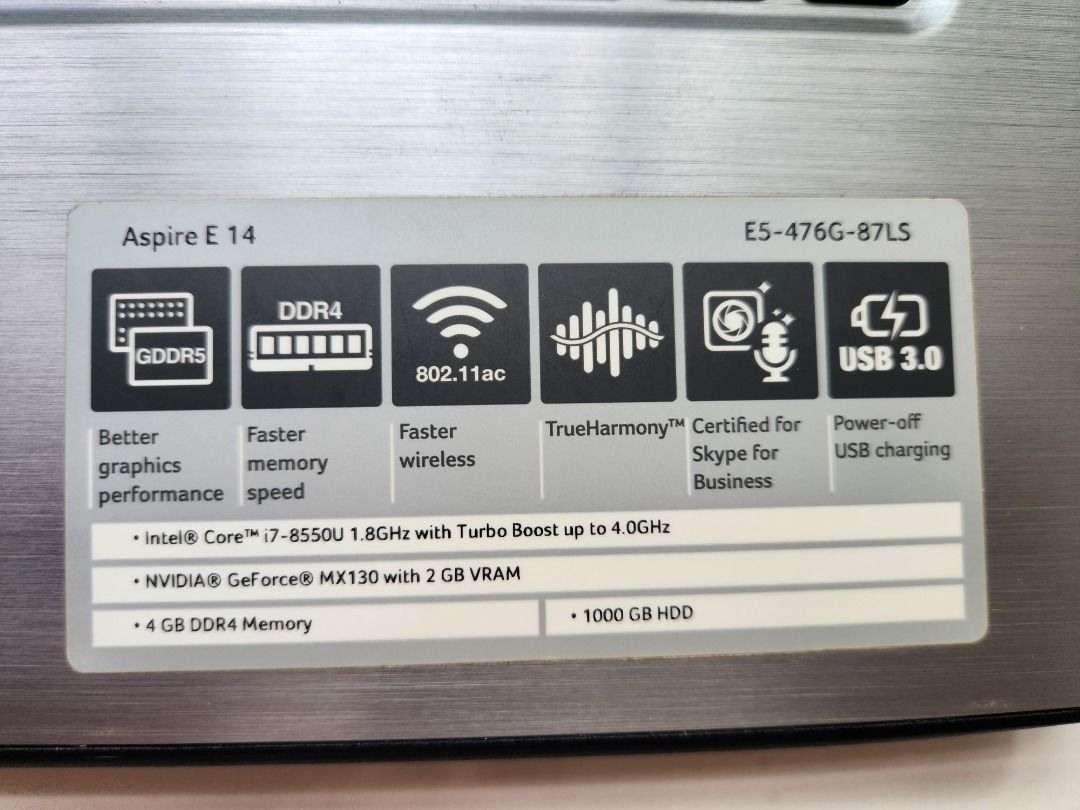 Aspire E 14
E5-476G-87LS
GDDR5
DDR4
802.11ac
USB 3.0
Better
graphics
performance
Faster
memory
speed
Faster
wireless
TrueHarmony™
Certified for
Skype for
Business
Power-off
USB charging
• Intel® Core™ i7-8550U 1.8GHz with Turbo Boost up to 4.0GHz
• NVIDIA® GeForce® MX130 with 2 GB VRAM
• 4 GB DDR4 Memory
• 1000 GB HDD